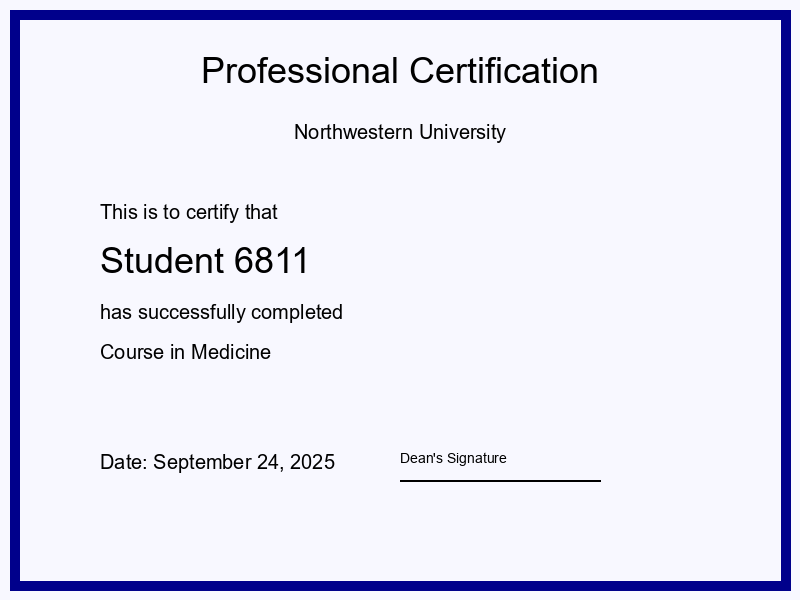 Professional Certification
Northwestern University
This is to certify that
Student 6811
has successfully completed
Course in Medicine
Date: September 24, 2025
Dean's Signature